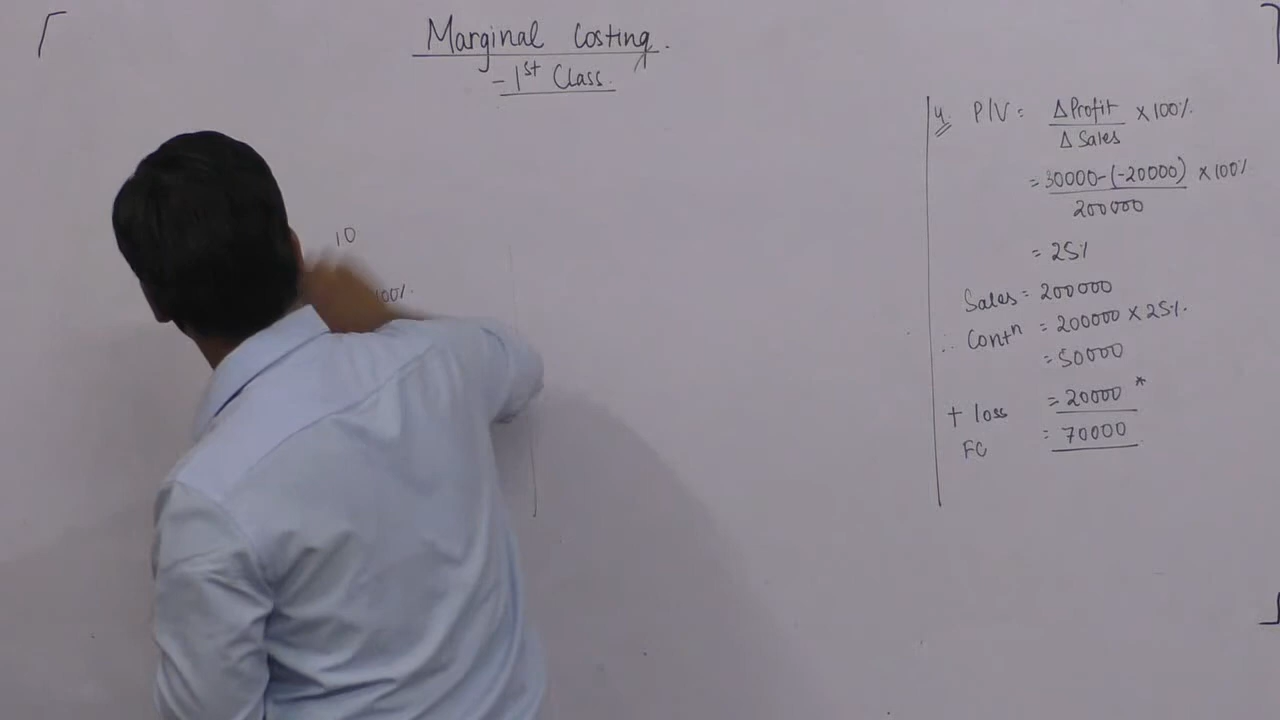 Marginal Costing.
- 1st Class.
10
100%.
4. P/V = ΔProfit × 100%.
ΔSales
= 30000-(-20000) × 100%
200000
= 25%
Sales = 200000
∴ Contn = 200000 × 25%.
= 50000
+ loss = 20000 *
FC = 70000